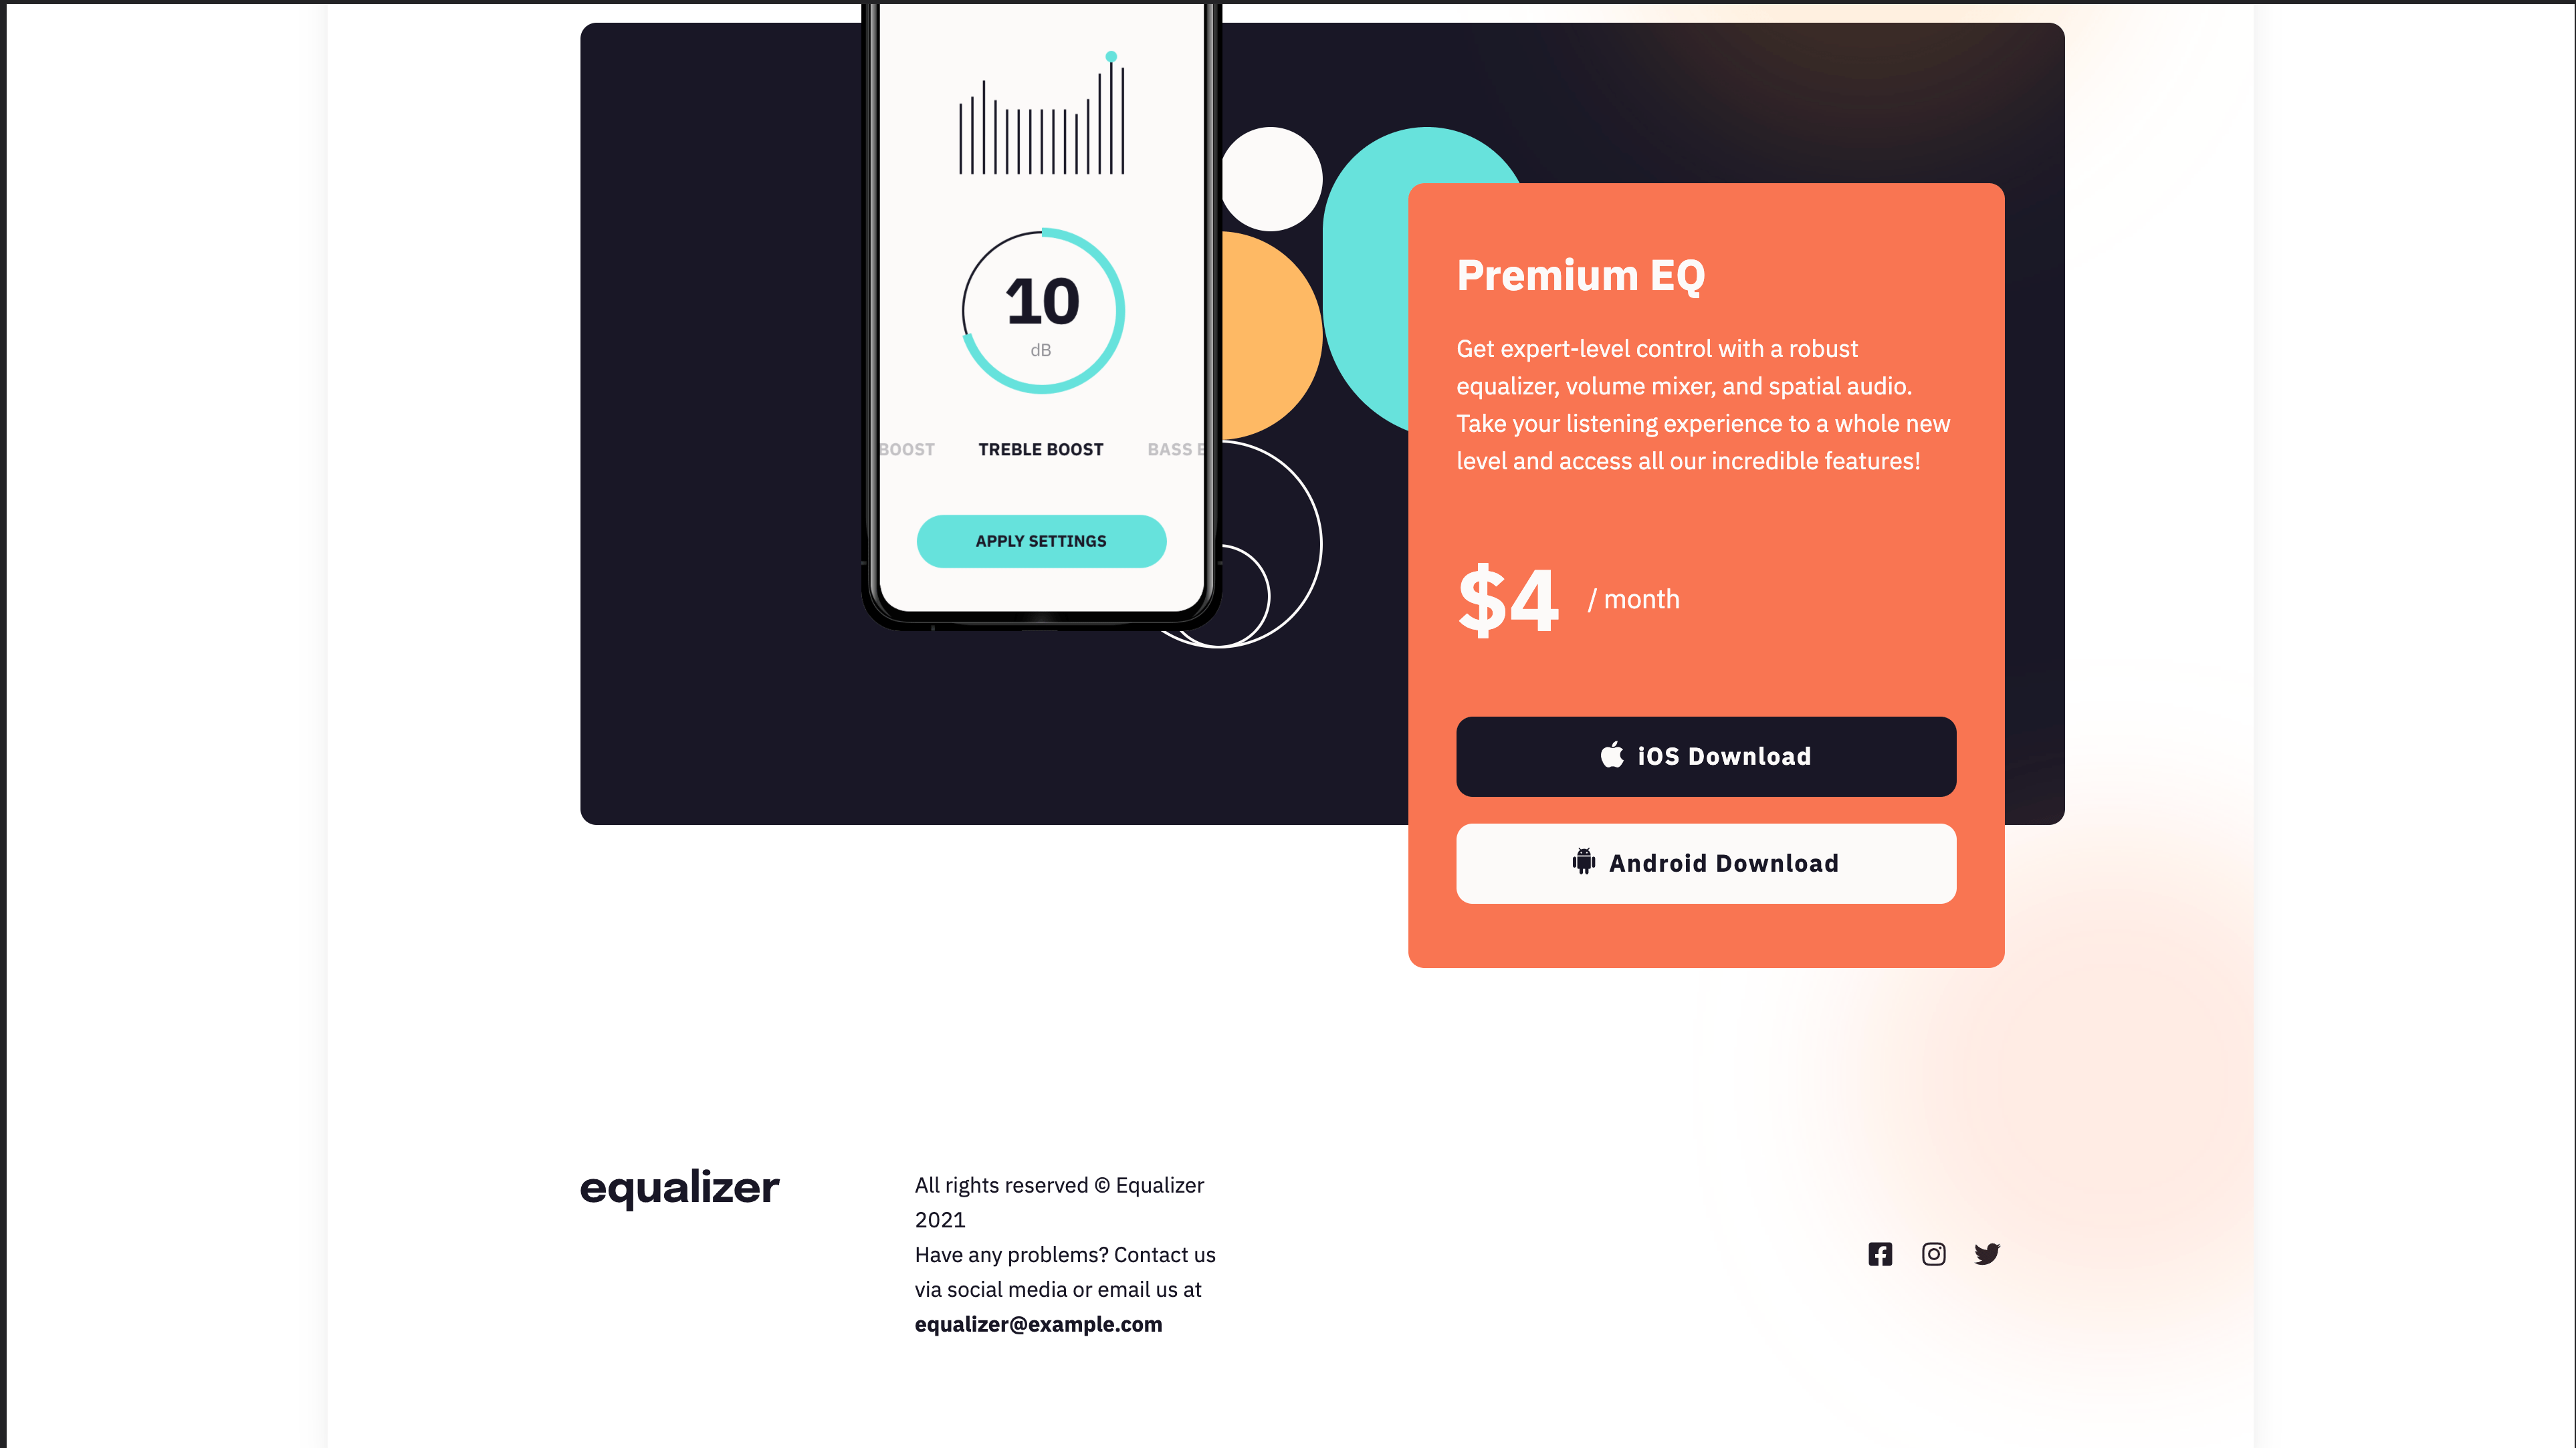 10
dB
BOOST
TREBLE BOOST
BASS
APPLY SETTINGS
Premium EQ
Get expert-level control with a robust
equalizer, volume mixer, and spatial audio.
Take your listening experience to a whole new
level and access all our incredible features!
$4 / month
iOS Download
Android Download
equalizer
All rights reserved © Equalizer
2021
Have any problems? Contact us
via social media or email us at
equalizer@example.com